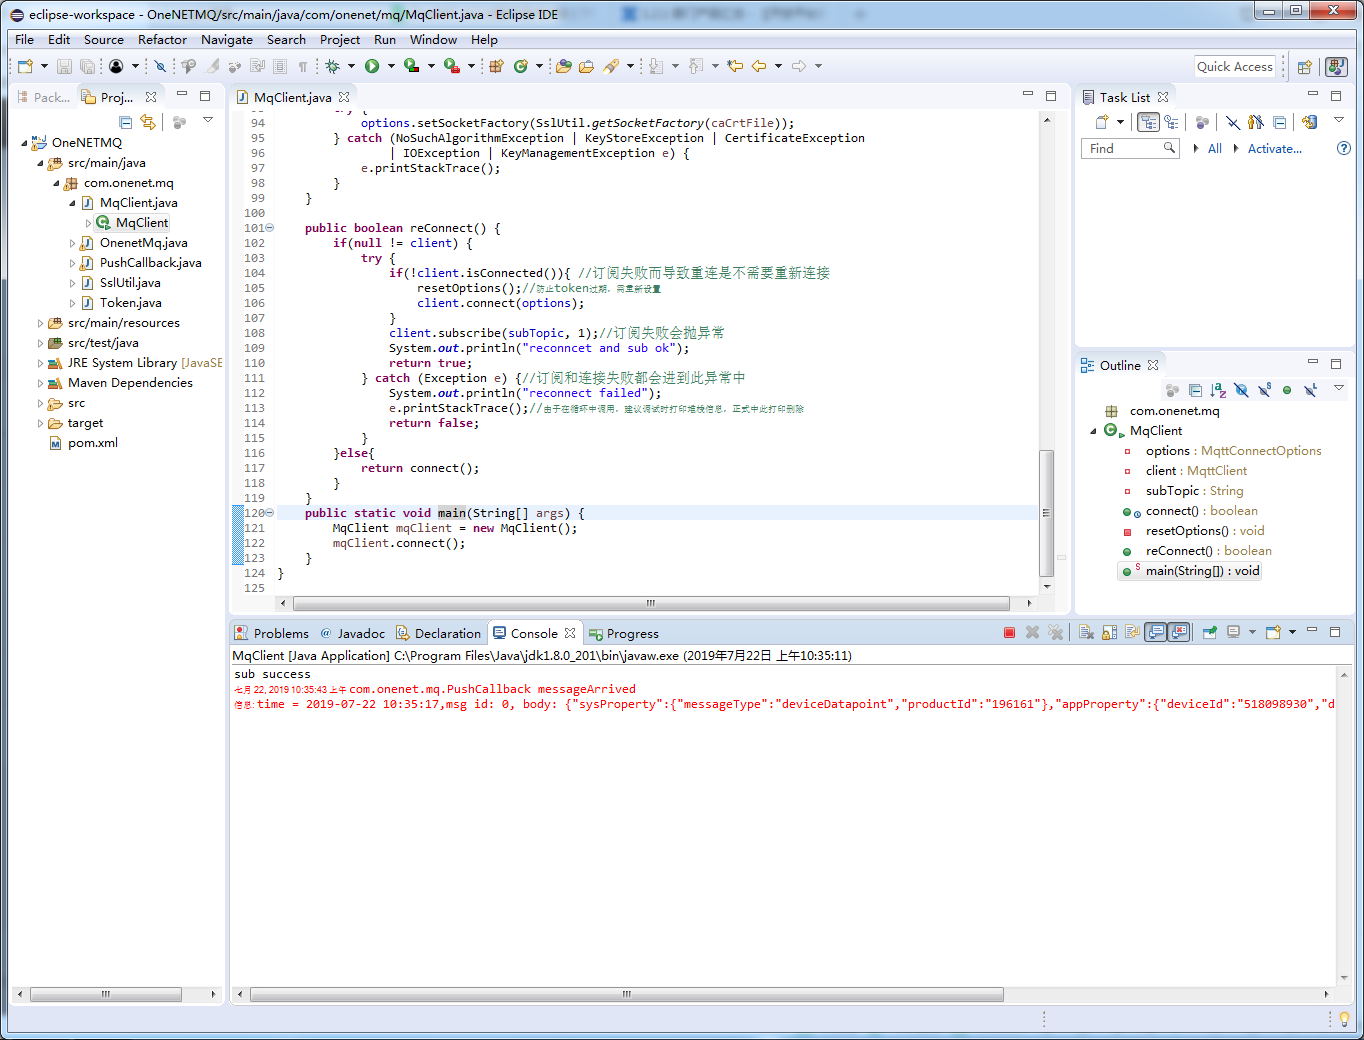 eclipse-workspace - OneNETMQ/src/main/java/com/onenet/mq/MqClient.java - Eclipse IDE
File Edit Source Refactor Navigate Search Project Run Window Help
Quick Access
Pack...
Proj...
OneNETMQ
src/main/java
com.onenet.mq
MqClient.java
MqClient
OnenetMq.java
PushCallback.java
SslUtil.java
Token.java
src/main/resources
src/test/java
JRE System Library [JavaSE
Maven Dependencies
src
target
pom.xml
MqClient.java
94 options.setSocketFactory(SslUtil.getSocketFactory(caCrtFile));
95 } catch (NoSuchAlgorithmException | KeyStoreException | CertificateException
96 | IOException | KeyManagementException e) {
97 e.printStackTrace();
98 }
99 }
100
101 public boolean reConnect() {
102 if(null != client) {
103 try {
104 if(!client.isConnected()){ //订阅失败而导致重连是不需要重新连接
105 resetOptions();//防止token过期，需重新设置
106 client.connect(options);
107 }
108 client.subscribe(subTopic, 1);//订阅失败会抛异常
109 System.out.println("reconncet and sub ok");
110 return true;
111 } catch (Exception e) {//订阅和连接失败都会进到此异常中
112 System.out.println("reconnect failed");
113 e.printStackTrace();//由于在循环中调用，建议调试时打印堆栈信息，正式中此打印删除
114 return false;
115 }
116 }else{
117 return connect();
118 }
119 }
120 public static void main(String[] args) {
121 MqClient mqClient = new MqClient();
122 mqClient.connect();
123 }
124 }
125
Task List
Find
All
Activate...
Outline
com.onenet.mq
MqClient
options : MqttConnectOptions
client : MqttClient
subTopic : String
connect() : boolean
resetOptions() : void
reConnect() : boolean
main(String[]) : void
Problems @ Javadoc Declaration Console Progress
MqClient [Java Application] C:\Program Files\Java\jdk1.8.0_201\bin\javaw.exe (2019年7月22日 上午10:35:11)
sub success
七月 22, 2019 10:35:43 上午 com.onenet.mq.PushCallback messageArrived
信息: time = 2019-07-22 10:35:17,msg id: 0, body: {"sysProperty":{"messageType":"deviceDatapoint","productId":"196161"},"appProperty":{"deviceId":"518098930","d